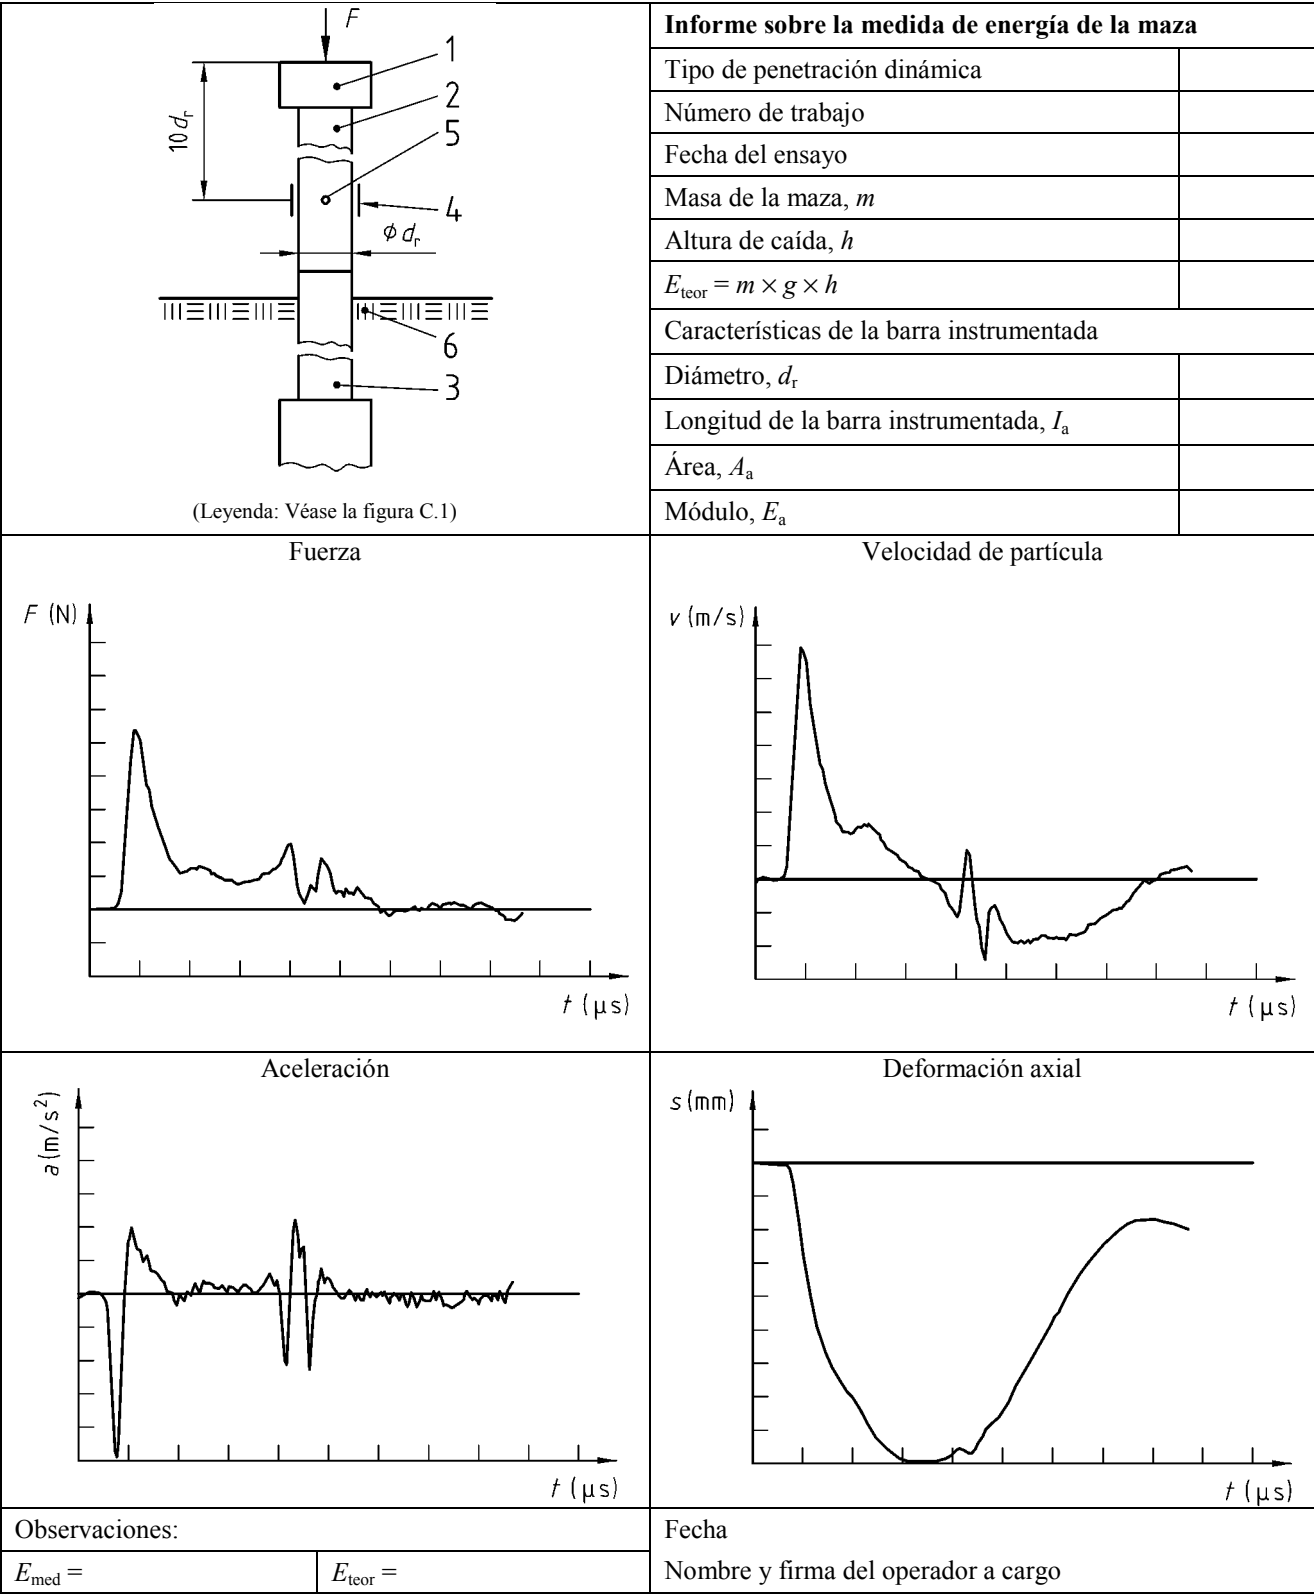 F
1
2
5
10 dr
4
ϕ dr
6
3
(Leyenda: Véase la figura C.1)
Informe sobre la medida de energía de la maza
Tipo de penetración dinámica
Número de trabajo
Fecha del ensayo
Masa de la maza, m
Altura de caída, h
Eteor = m × g × h
Características de la barra instrumentada
Diámetro, dr
Longitud de la barra instrumentada, Ia
Área, Aa
Módulo, Ea
Fuerza
F (N)
t (μs)
Velocidad de partícula
v (m/s)
t (μs)
Aceleración
a (m/s²)
t (μs)
Deformación axial
s (mm)
t (μs)
Observaciones:
Emed =
Eteor =
Fecha
Nombre y firma del operador a cargo